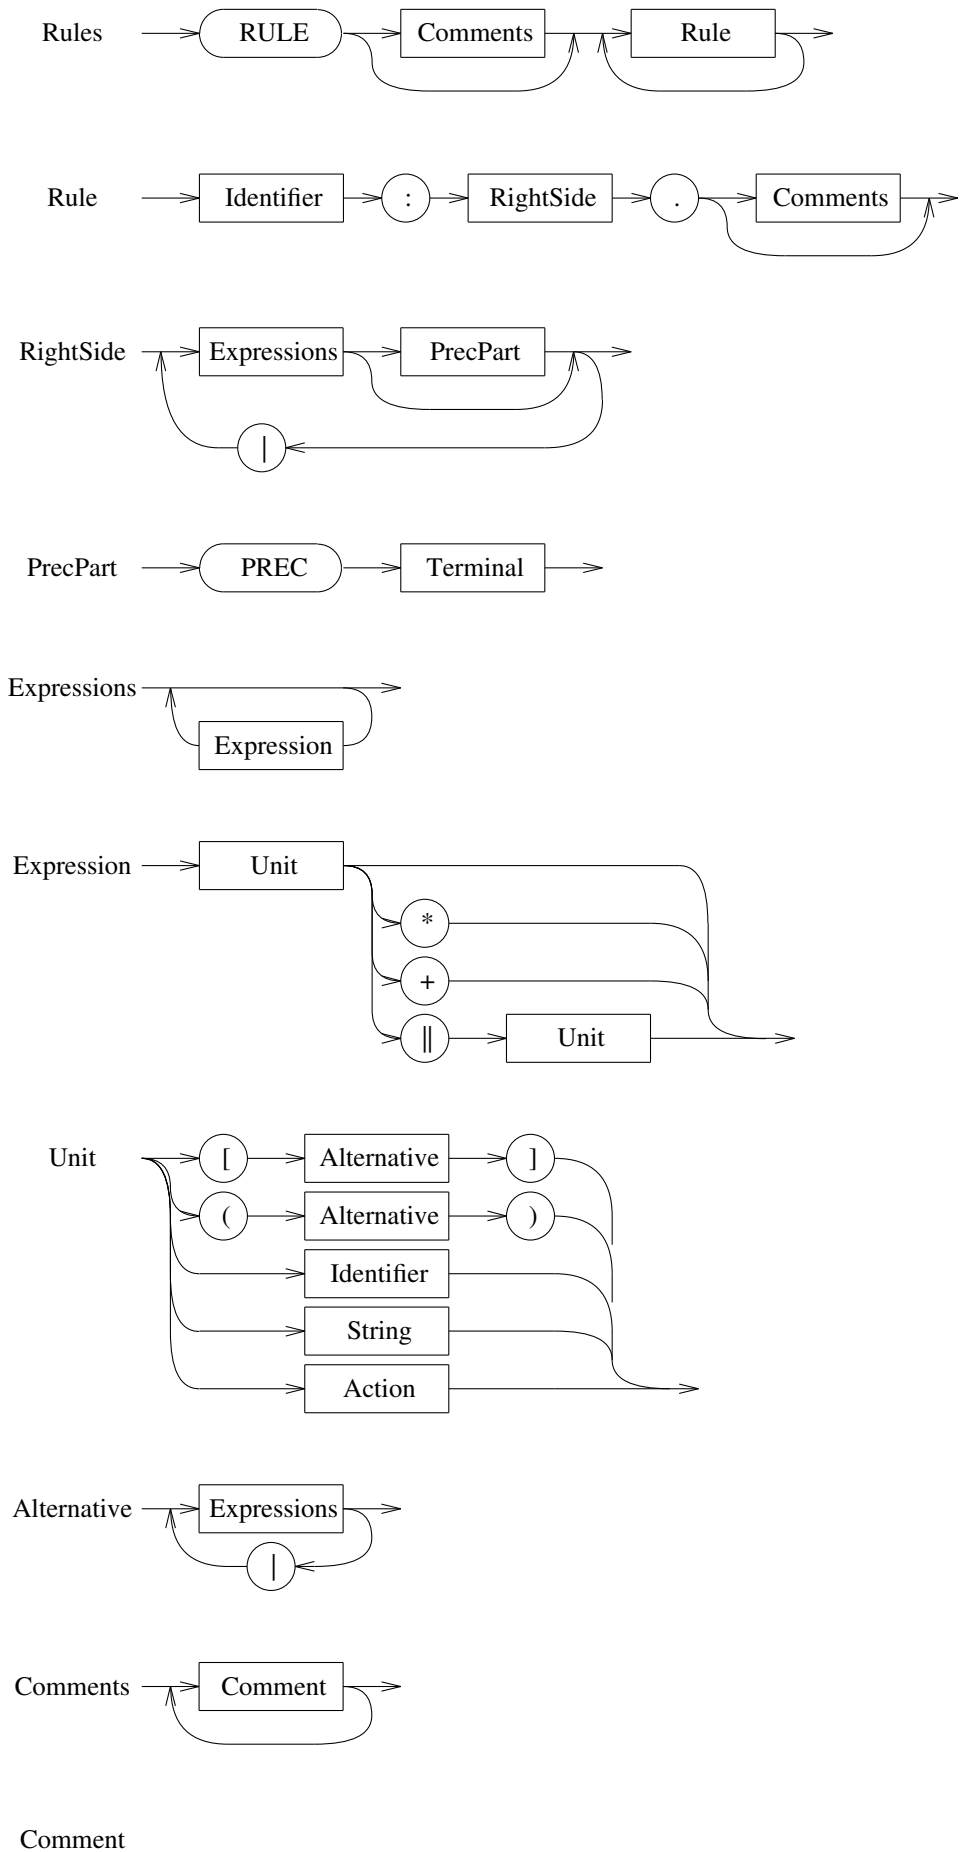 Rules RULE Comments Rule
Rule Identifier : RightSide . Comments
RightSide Expressions PrecPart
|
PrecPart PREC Terminal
Expressions
Expression
Expression Unit
*
+
|| Unit
Unit [ Alternative ]
( Alternative )
Identifier
String
Action
Alternative Expressions
|
Comments Comment
Comment